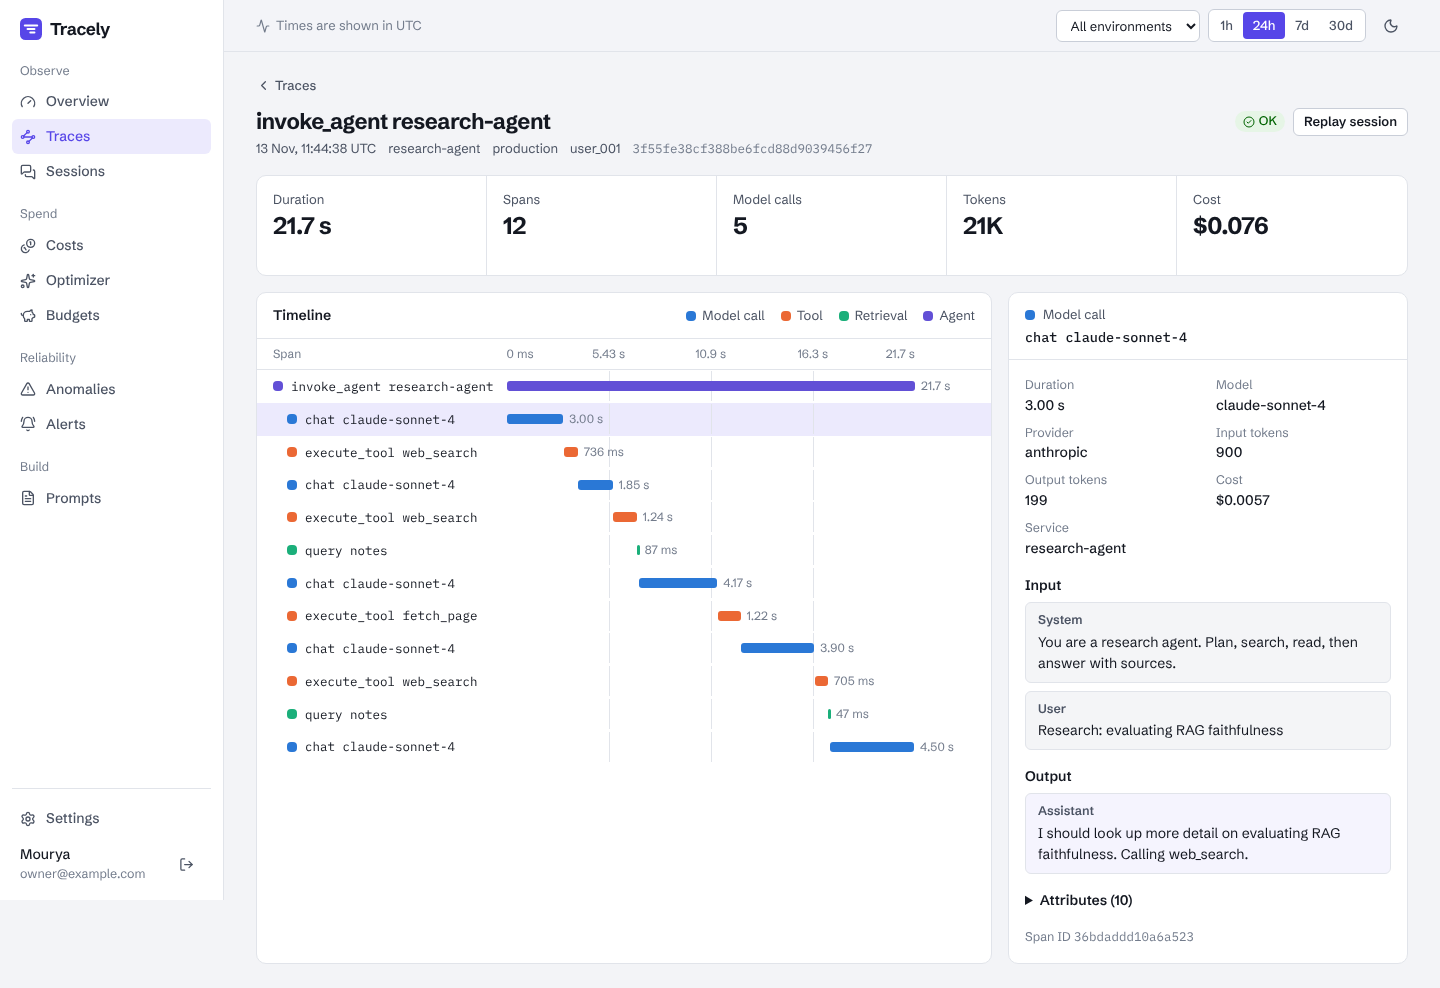 Tracely
Observe
Overview
Traces
Sessions
Spend
Costs
Optimizer
Budgets
Reliability
Anomalies
Alerts
Build
Prompts
Settings
Mourya
owner@example.com
Times are shown in UTC
All environments
1h 24h 7d 30d
Traces
invoke_agent research-agent
OK
Replay session
13 Nov, 11:44:38 UTC research-agent production user_001 3f55fe38cf388be6fcd88d9039456f27
Duration
21.7 s
Spans
12
Model calls
5
Tokens
21K
Cost
$0.076
Timeline
Model call Tool Retrieval Agent
Span 0 ms 5.43 s 10.9 s 16.3 s 21.7 s
invoke_agent research-agent 21.7 s
chat claude-sonnet-4 3.00 s
execute_tool web_search 736 ms
chat claude-sonnet-4 1.85 s
execute_tool web_search 1.24 s
query notes 87 ms
chat claude-sonnet-4 4.17 s
execute_tool fetch_page 1.22 s
chat claude-sonnet-4 3.90 s
execute_tool web_search 705 ms
query notes 47 ms
chat claude-sonnet-4 4.50 s
Model call
chat claude-sonnet-4
Duration Model
3.00 s claude-sonnet-4
Provider Input tokens
anthropic 900
Output tokens Cost
199 $0.0057
Service
research-agent
Input
System
You are a research agent. Plan, search, read, then
answer with sources.
User
Research: evaluating RAG faithfulness
Output
Assistant
I should look up more detail on evaluating RAG
faithfulness. Calling web_search.
Attributes (10)
Span ID 36bdaddd10a6a523